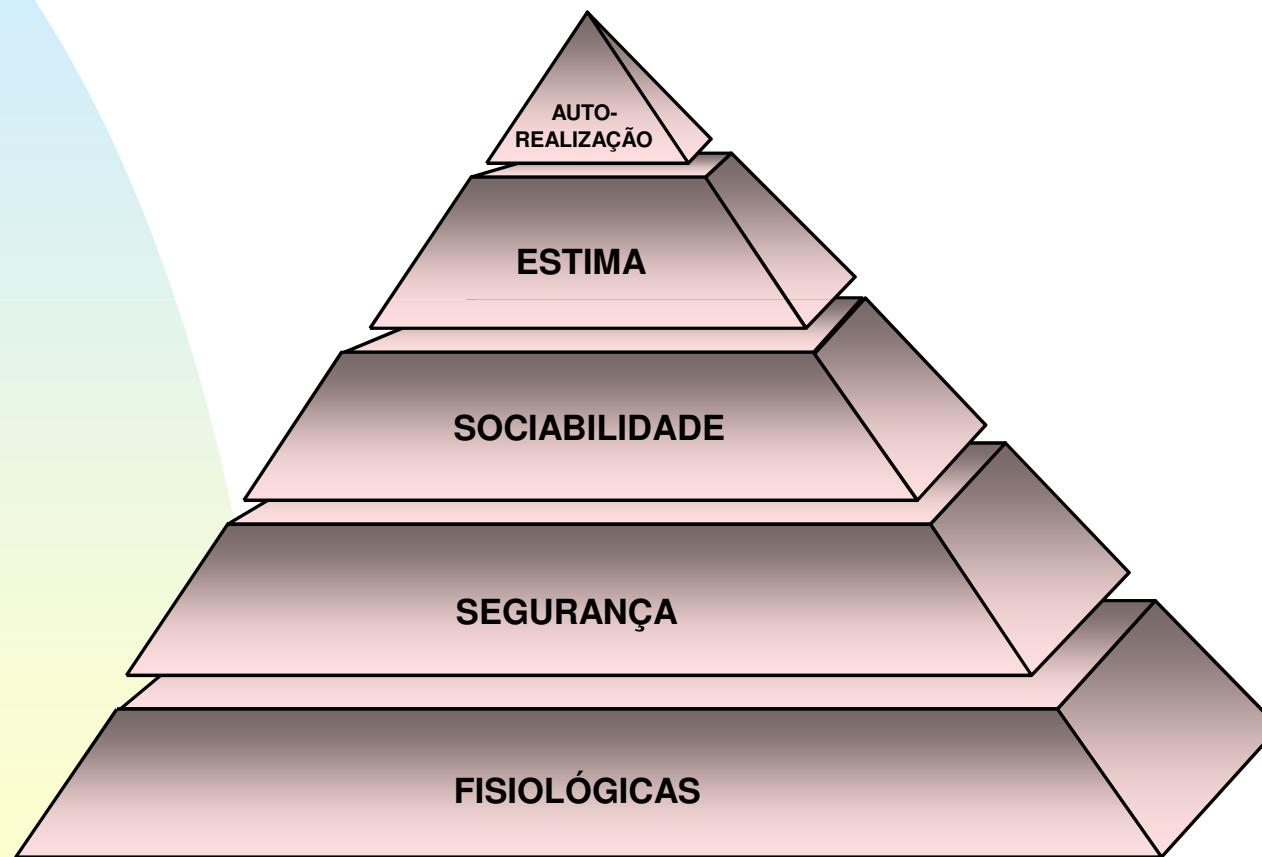 AUTO-
REALIZAÇÃO
ESTIMA
SOCIABILIDADE
SEGURANÇA
FISIOLÓGICAS